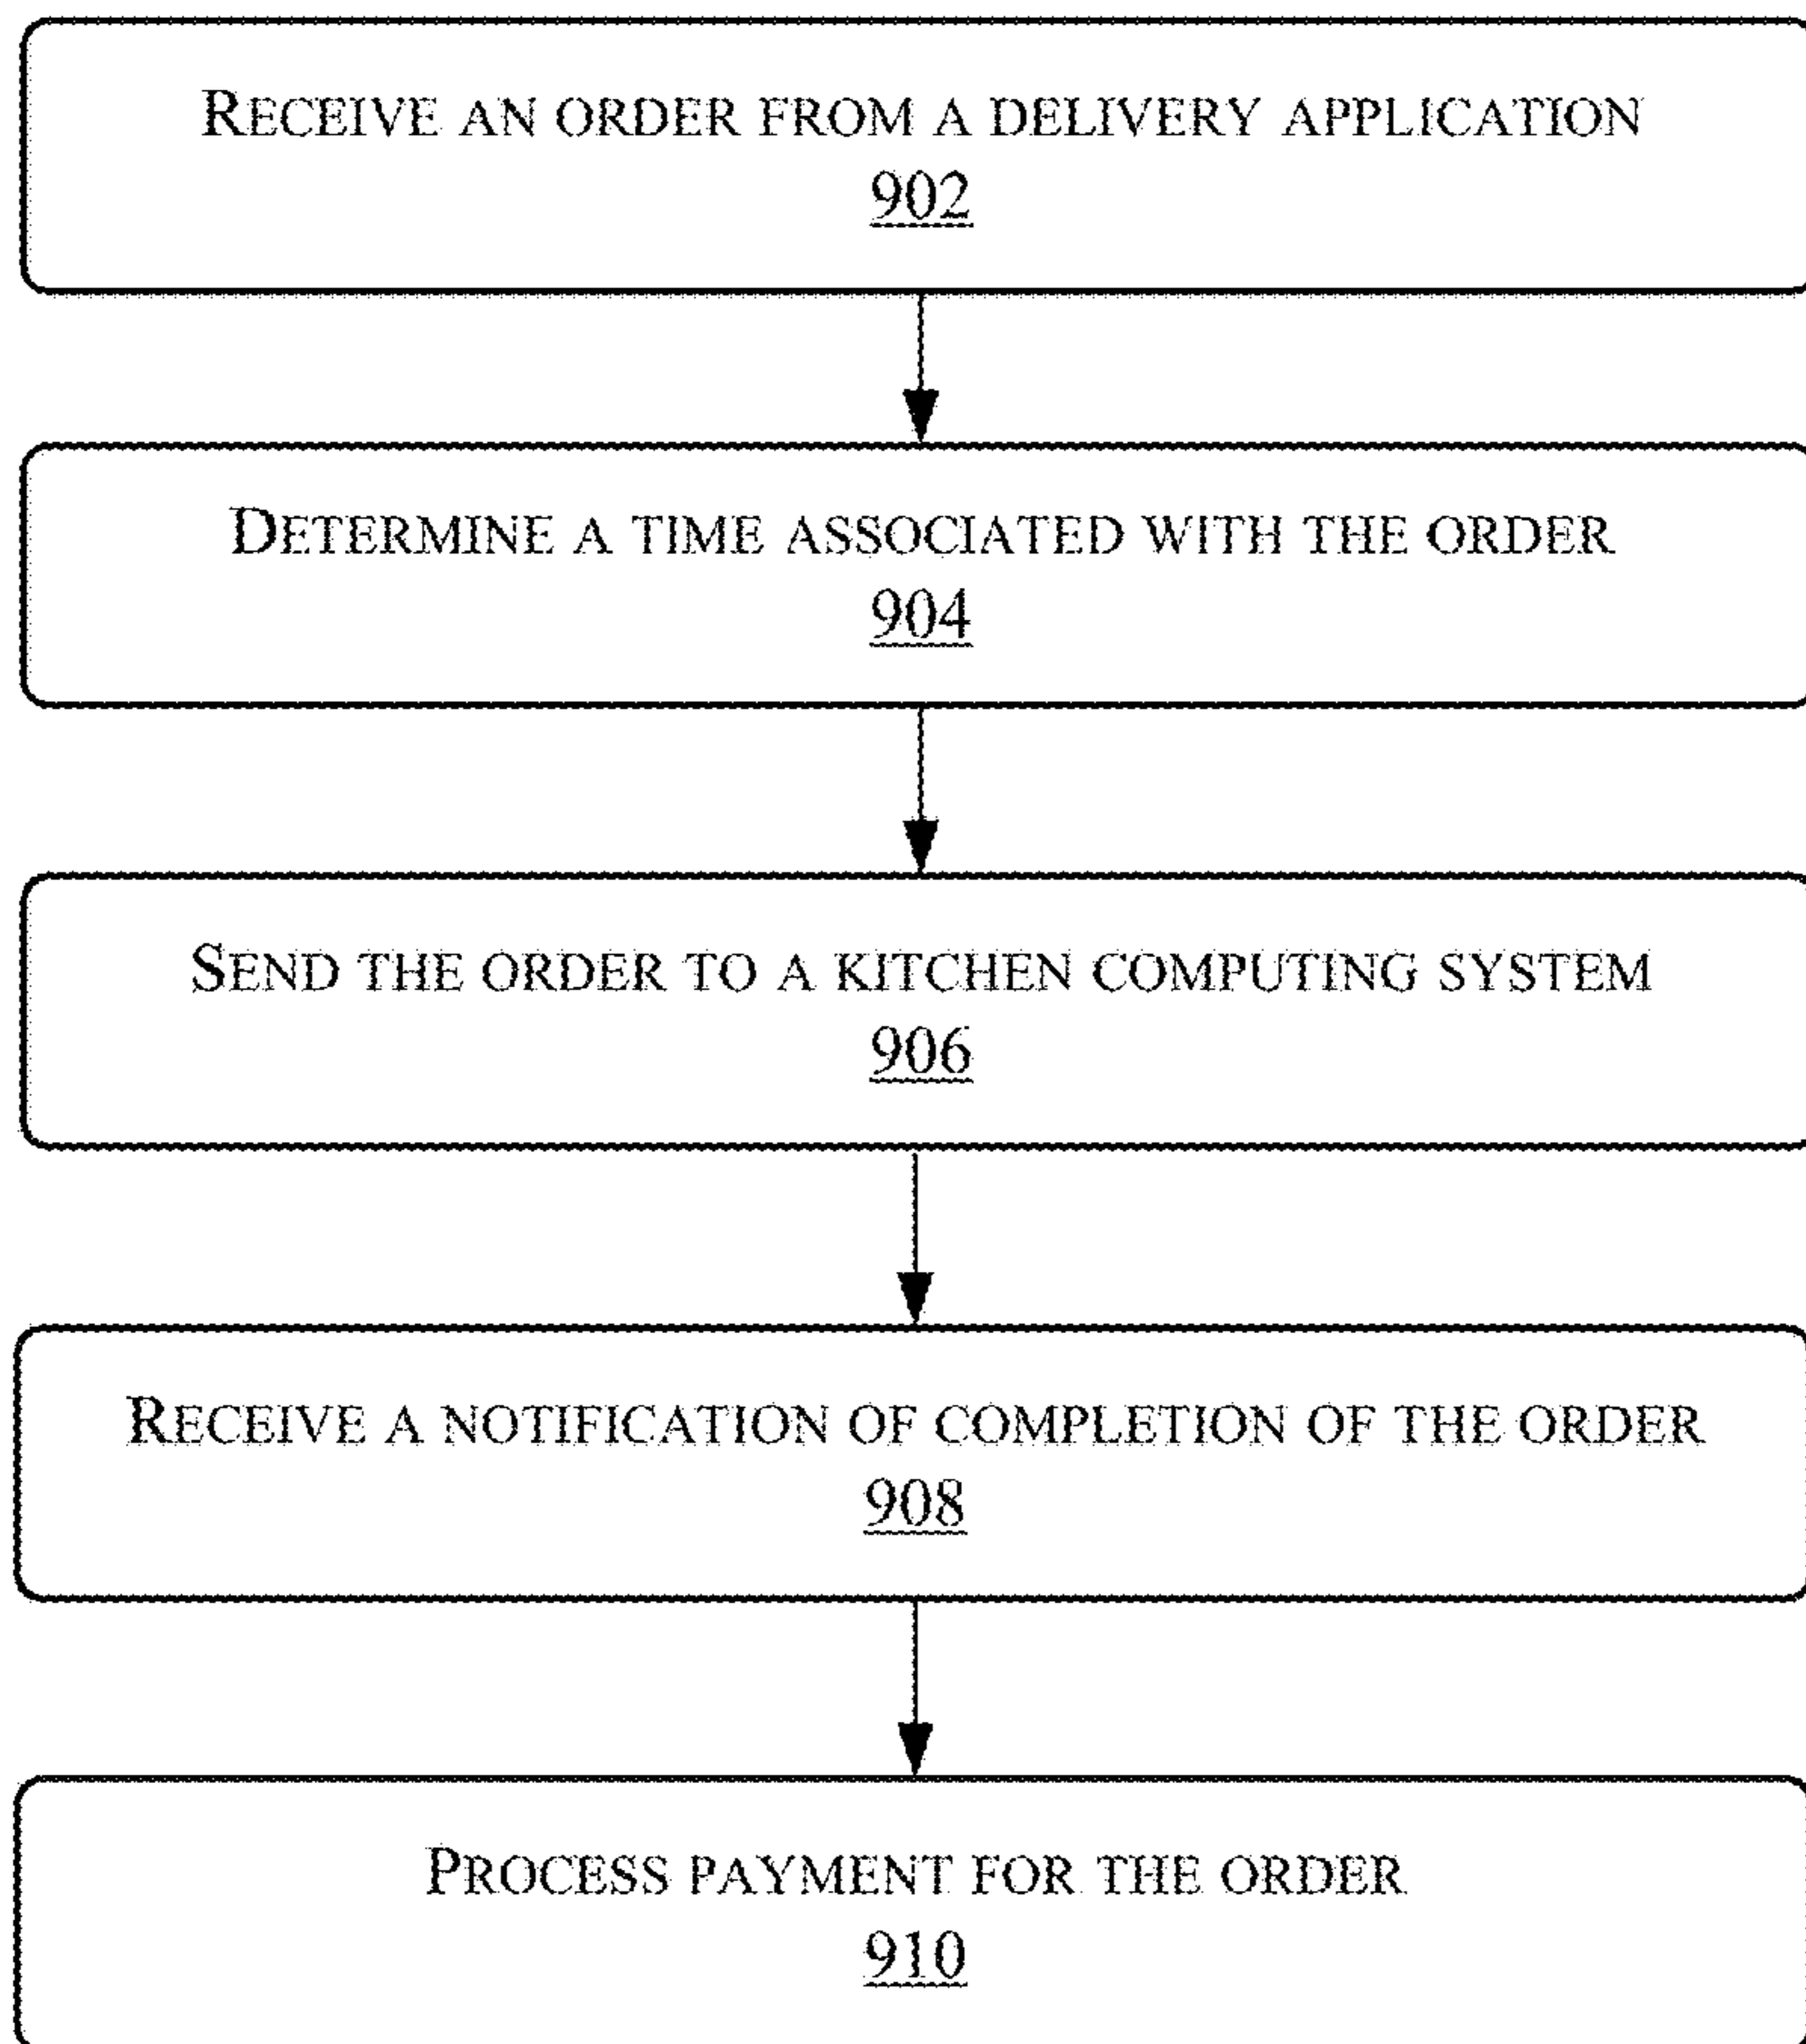 RECEIVE AN ORDER FROM A DELIVERY APPLICATION
902
DETERMINE A TIME ASSOCIATED WITH THE ORDER
904
SEND THE ORDER TO A KITCHEN COMPUTING SYSTEM
906
RECEIVE A NOTIFICATION OF COMPLETION OF THE ORDER
908
PROCESS PAYMENT FOR THE ORDER
910